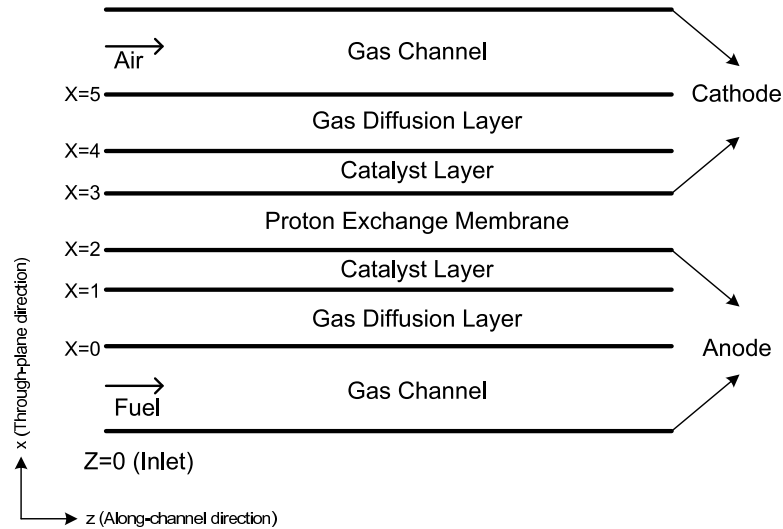 Gas Channel
Air
X=5
Cathode
Gas Diffusion Layer
X=4
Catalyst Layer
X=3
Proton Exchange Membrane
X=2
Catalyst Layer
X=1
Gas Diffusion Layer
X=0
Anode
Gas Channel
Fuel
x (Through-plane direction)
Z=0 (Inlet)
z (Along-channel direction)